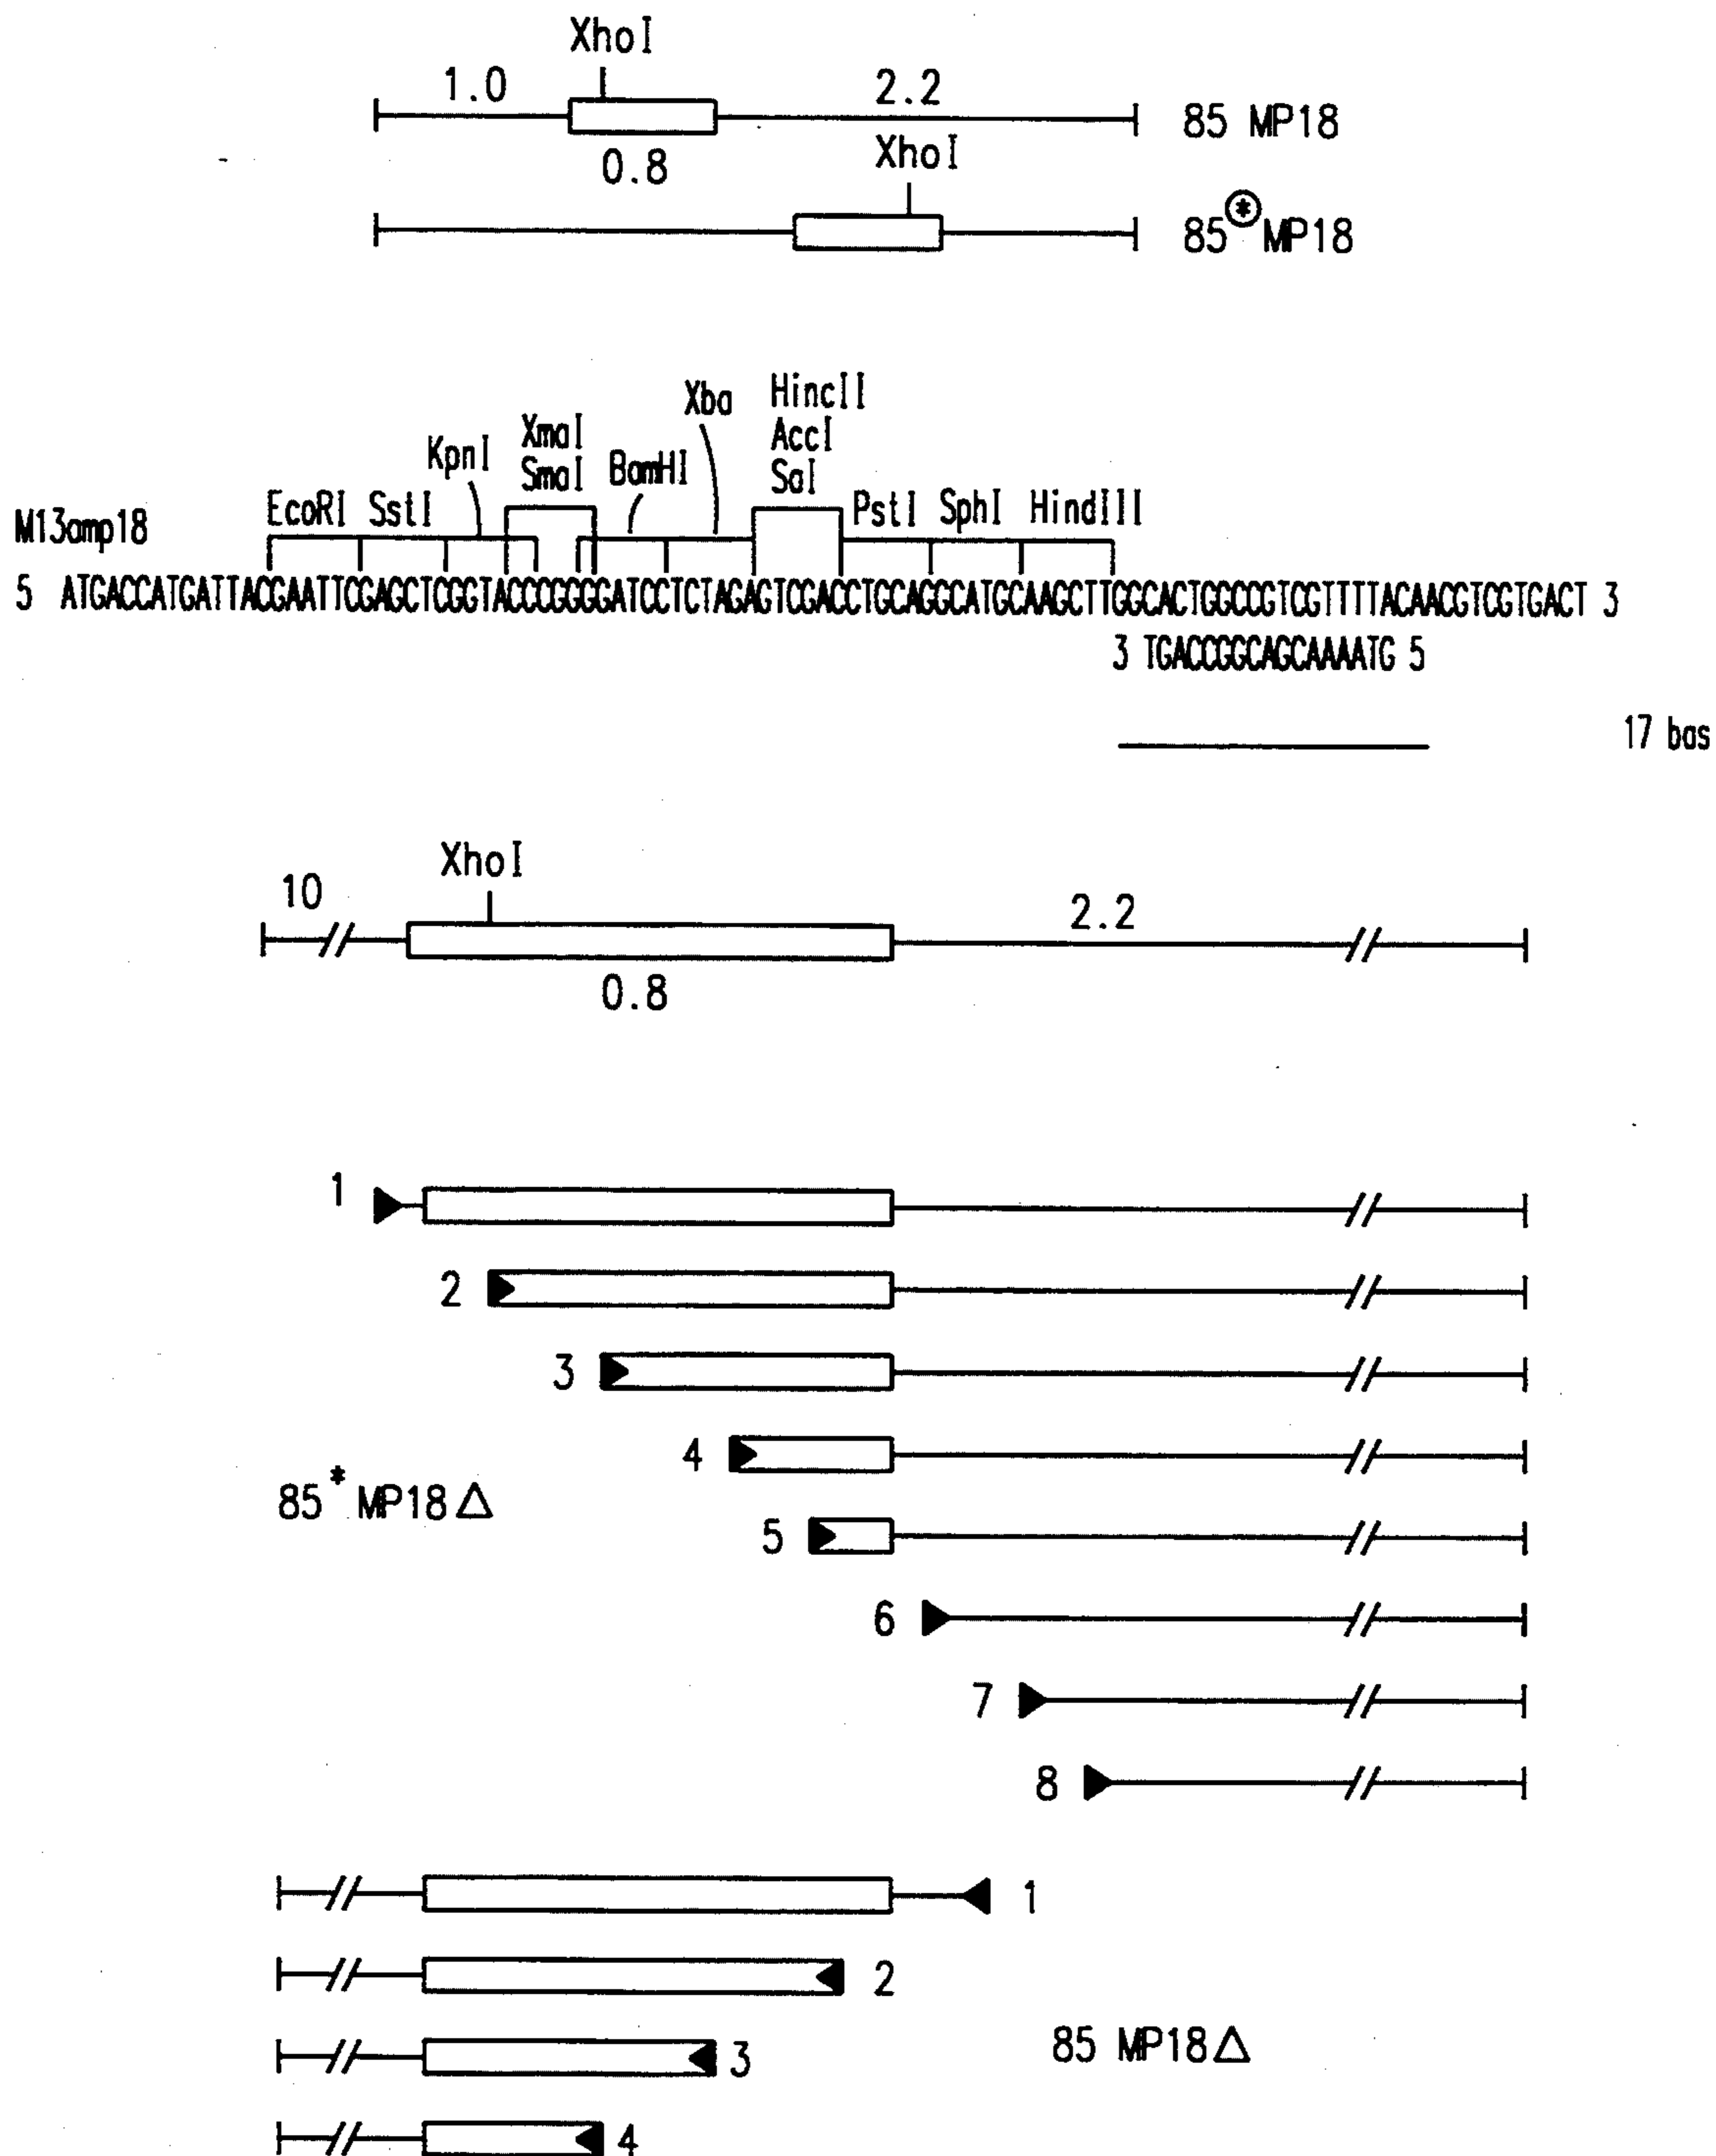 XhoI
1.0
2.2
85 MP18
0.8
XhoI
85 * MP18
Xba
HincII
AccI
SaI
XmaI
SmaI
KpnI
BamHI
EcoRI SstI
PstI SphI HindIII
M13amp18
5 ATGACCATGATTACGAATTCGAGCTCGGTACCCGGGGATCCTCTAGAGTCGACCTGCAGGCATGCAAGCTTGGCACTGGCCGTCGTTTTACAACGTCGTGACT 3
3 TGACCGGCAGCAAAATG 5
17 bas
XhoI
10
2.2
0.8
1
2
3
4
85 * MP18 △
5
6
7
8
1
2
85 MP18 △
3
4